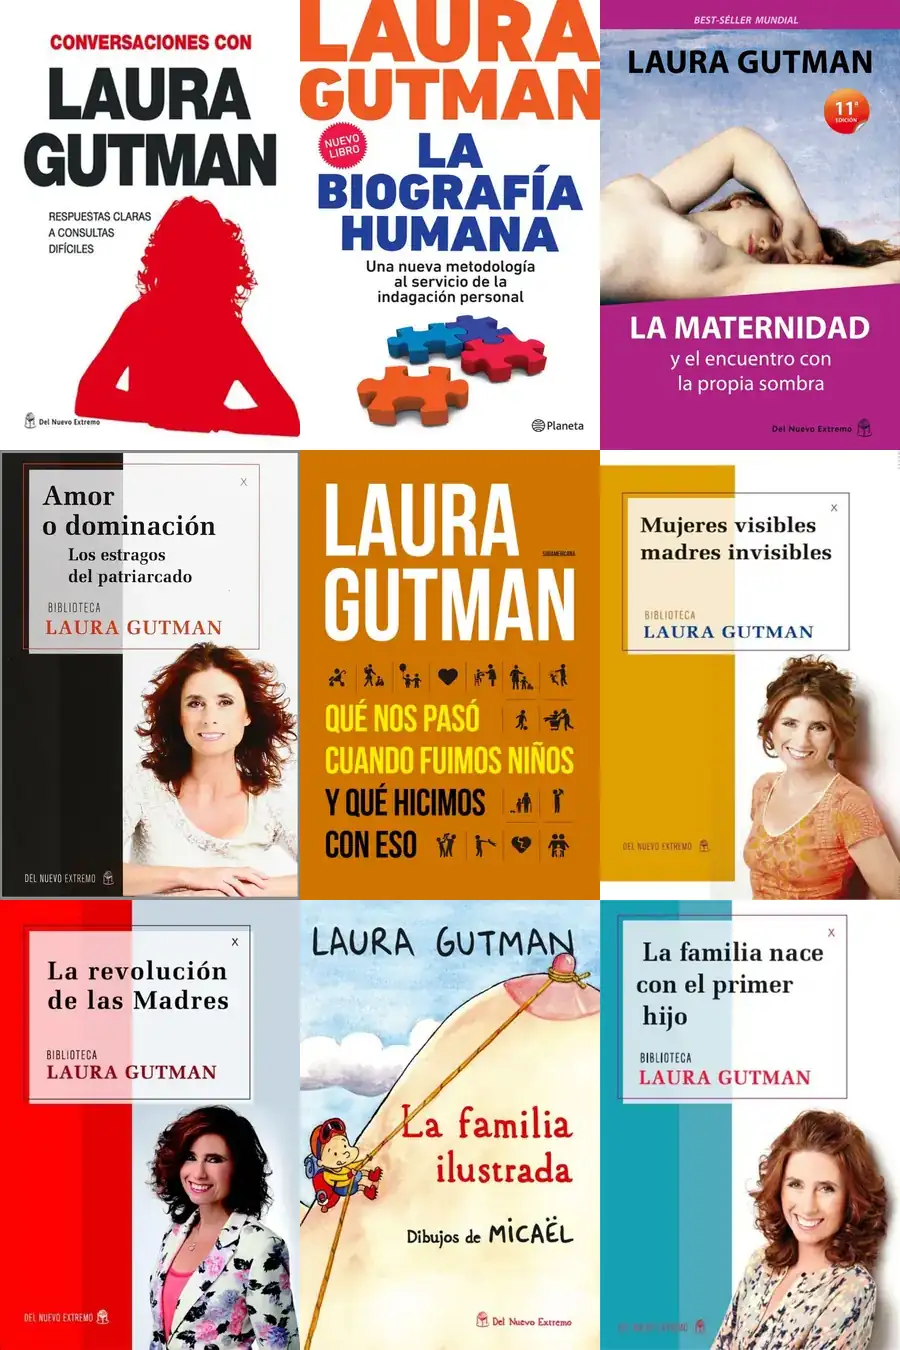 CONVERSACIONES CON
LAURA
GUTMAN
RESPUESTAS CLARAS
A CONSULTAS
DIFÍCILES
Del Nuevo Extremo
LAURA
GUTMAN
NUEVO
LIBRO
LA
BIOGRAFÍA
HUMANA
Una nueva metodología
al servicio de la
indagación personal
Planeta
BEST-SÉLLER MUNDIAL
LAURA GUTMAN
11ª
EDICIÓN
LA MATERNIDAD
y el encuentro con
la propia sombra
Del Nuevo Extremo
X
Amor
o dominación
Los estragos
del patriarcado
BIBLIOTECA
LAURA GUTMAN
DEL NUEVO EXTREMO
LAURA
SUDAMERICANA
GUTMAN
QUÉ NOS PASÓ
CUANDO FUIMOS NIÑOS
Y QUÉ HICIMOS
CON ESO
X
Mujeres visibles
madres invisibles
BIBLIOTECA
LAURA GUTMAN
DEL NUEVO EXTREMO
X
La revolución
de las Madres
BIBLIOTECA
LAURA GUTMAN
DEL NUEVO EXTREMO
LAURA GUTMAN
La familia
ilustrada
Dibujos de MICAËL
Del Nuevo Extremo
X
La familia nace
con el primer
hijo
BIBLIOTECA
LAURA GUTMAN
DEL NUEVO EXTREMO